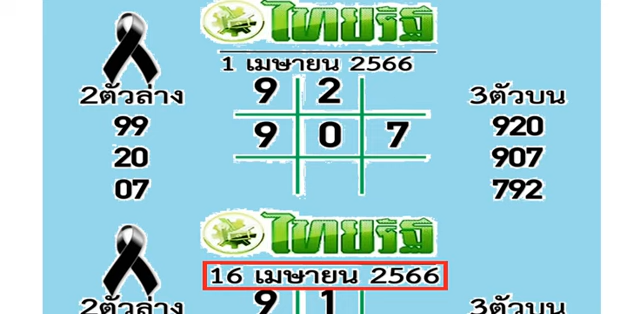 ไทยรัฐ
1 เมษายน 2566
2ตัวล่าง 9 2 3ตัวบน
99 9 0 7 920
20 907
07 792
ไทยรัฐ
16 เมษายน 2566
2ตัวล่าง 9 1 3ตัวบน